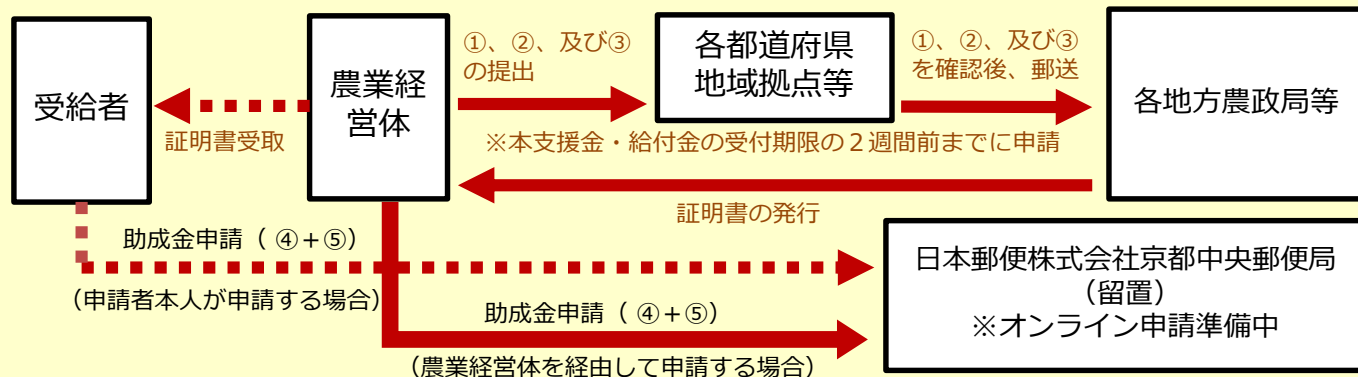 受給者
証明書受取
農業経
営体
①、②、及び③
の提出
各都道府県
地域拠点等
①、②、及び③
を確認後、郵送
各地方農政局等
※本支援金・給付金の受付期限の２週間前までに申請
証明書の発行
助成金申請（ ④＋⑤）
（申請者本人が申請する場合）
助成金申請（ ④＋⑤）
（農業経営体を経由して申請する場合）
日本郵便株式会社京都中央郵便局
（留置）
※オンライン申請準備中